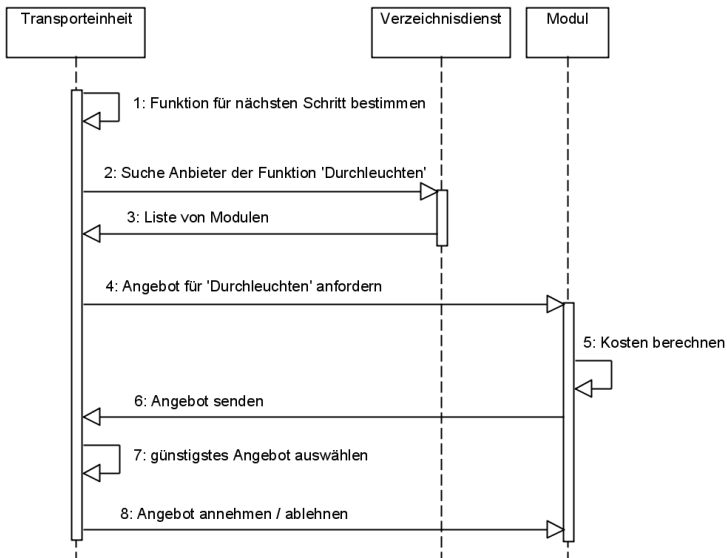 Transporteinheit
Verzeichnisdienst
Modul
1: Funktion für nächsten Schritt bestimmen
2: Suche Anbieter der Funktion 'Durchleuchten'
3: Liste von Modulen
4: Angebot für 'Durchleuchten' anfordern
5: Kosten berechnen
6: Angebot senden
7: günstigstes Angebot auswählen
8: Angebot annehmen / ablehnen